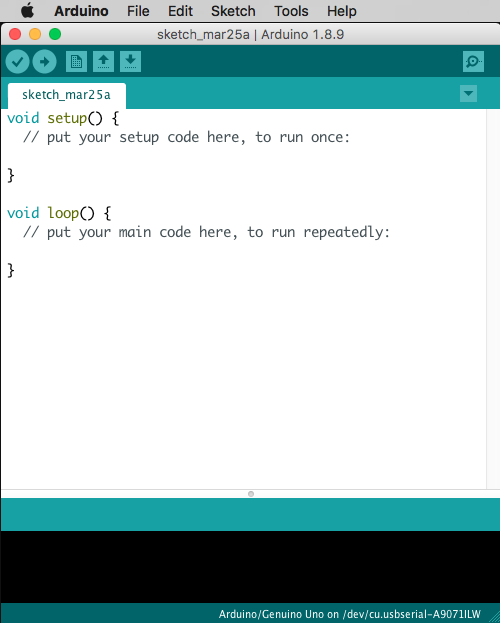 Arduino File Edit Sketch Tools Help
sketch_mar25a | Arduino 1.8.9
sketch_mar25a
void setup() {
// put your setup code here, to run once:
}
void loop() {
// put your main code here, to run repeatedly:
}
Arduino/Genuino Uno on /dev/cu.usbserial-A9071ILW